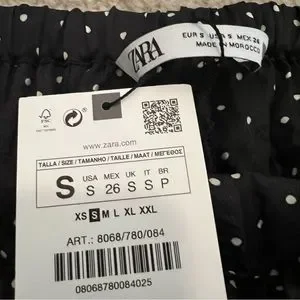 ZARA
EUR S USA S MEX 26
MADE IN MOROCCO
FSC
www.zara.com
TALLA / SIZE / TAMANHO / TAILLE / MAAT / ΜΕΓΕΘΟΣ
S
USA MEX UK IT BR
S 26 S S P
XS S M L XL XXL
ART.: 8068/780/084
08068780084025